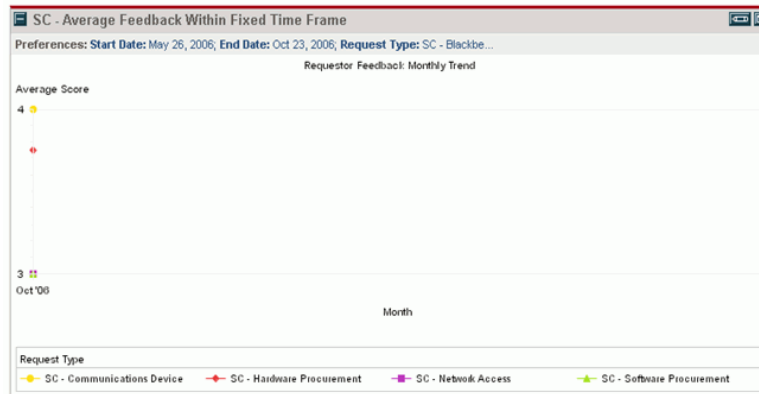 SC - Average Feedback Within Fixed Time Frame
Preferences: Start Date: May 26, 2006; End Date: Oct 23, 2006; Request Type: SC - Blackbe...
Requestor Feedback: Monthly Trend
Average Score
4
3
Oct '06
Month
Request Type
SC - Communications Device SC - Hardware Procurement SC - Network Access SC - Software Procurement